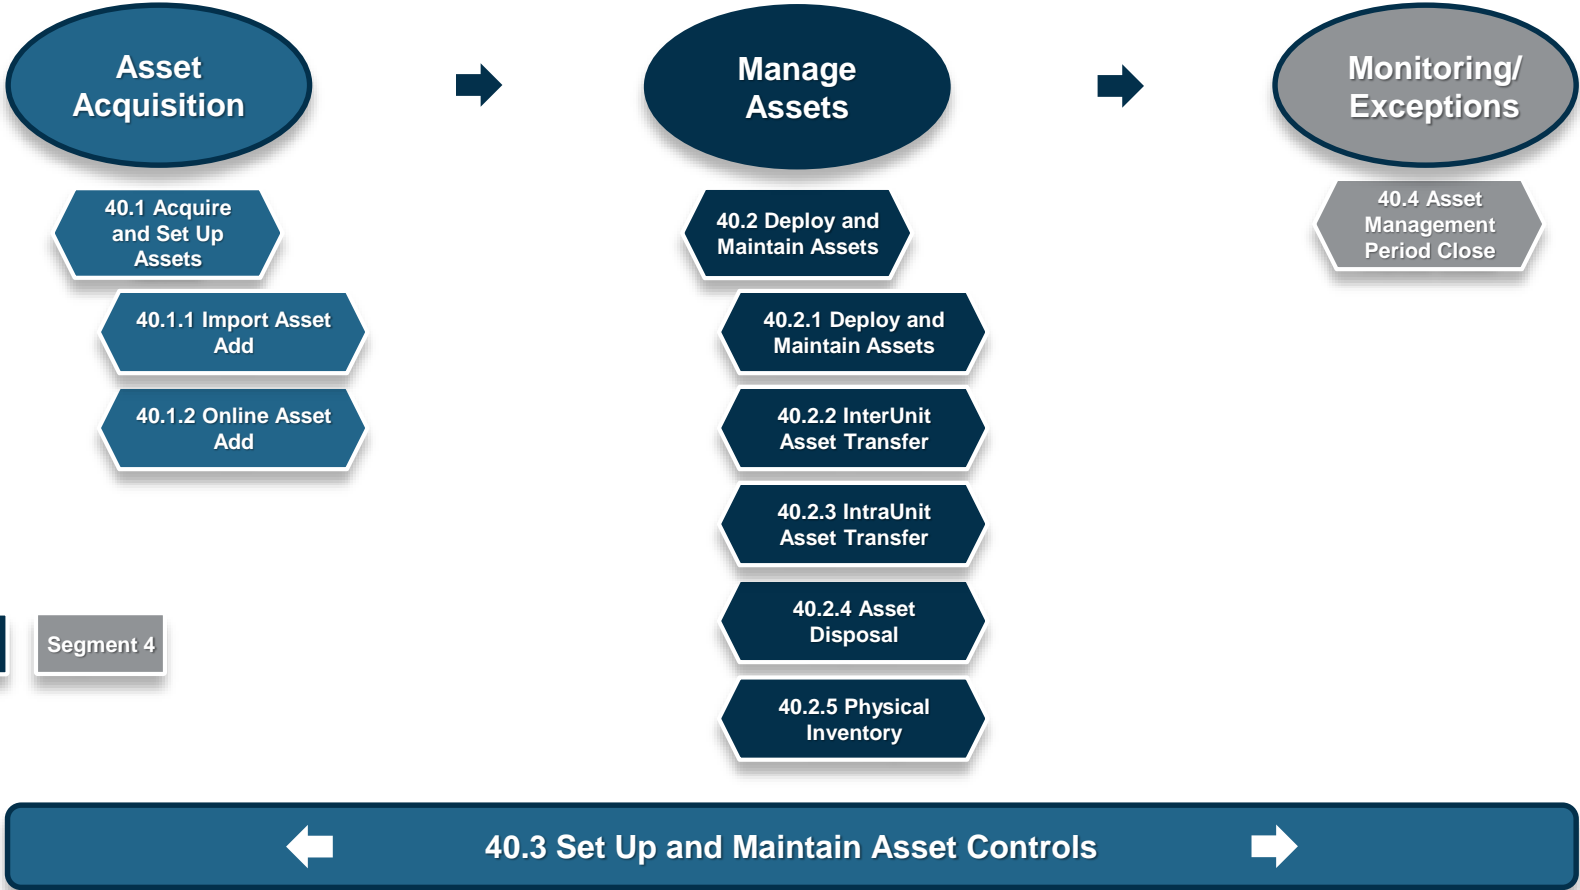 Asset
Acquisition
Manage
Assets
Monitoring/
Exceptions
40.1 Acquire
and Set Up
Assets
40.1.1 Import Asset
Add
40.1.2 Online Asset
Add
40.2 Deploy and
Maintain Assets
40.2.1 Deploy and
Maintain Assets
40.2.2 InterUnit
Asset Transfer
40.2.3 IntraUnit
Asset Transfer
40.2.4 Asset
Disposal
40.2.5 Physical
Inventory
40.4 Asset
Management
Period Close
Segment 4
40.3 Set Up and Maintain Asset Controls